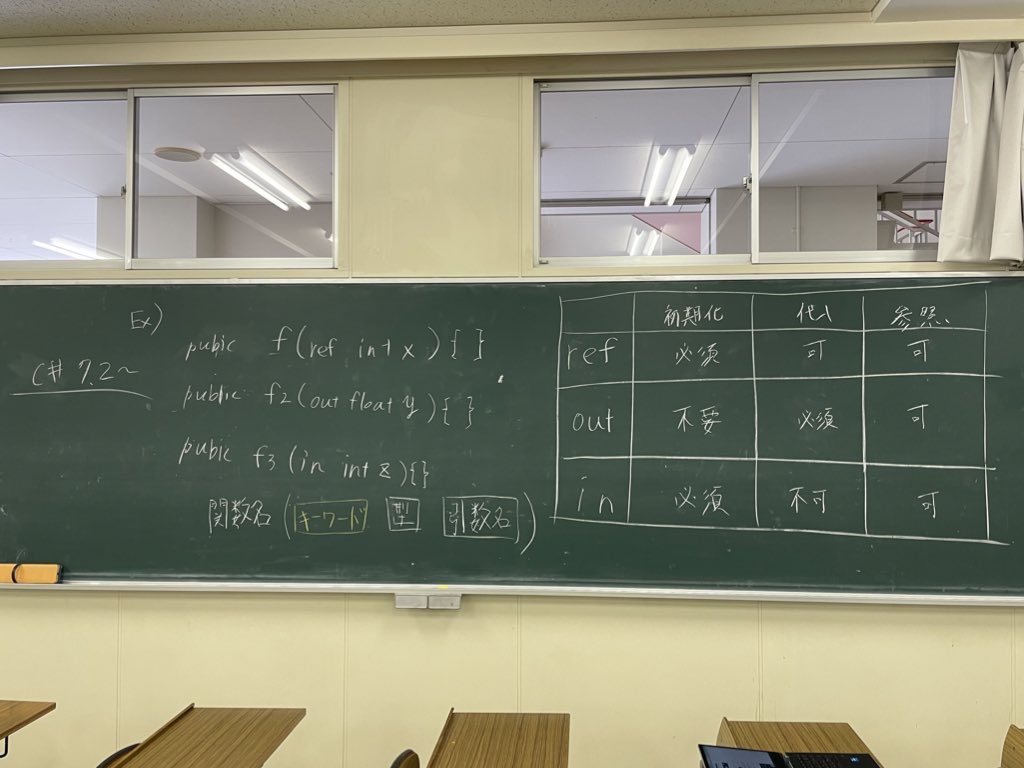 Ex)
C# 7.2~
pubic f(ref int x){ }
public f2(out float y){ }
pubic f3(in int z){}
関数名(キーワード 型 引数名)
初期化 代入 参照
ref 必須 可 可
out 不要 必須 可
in 必須 不可 可